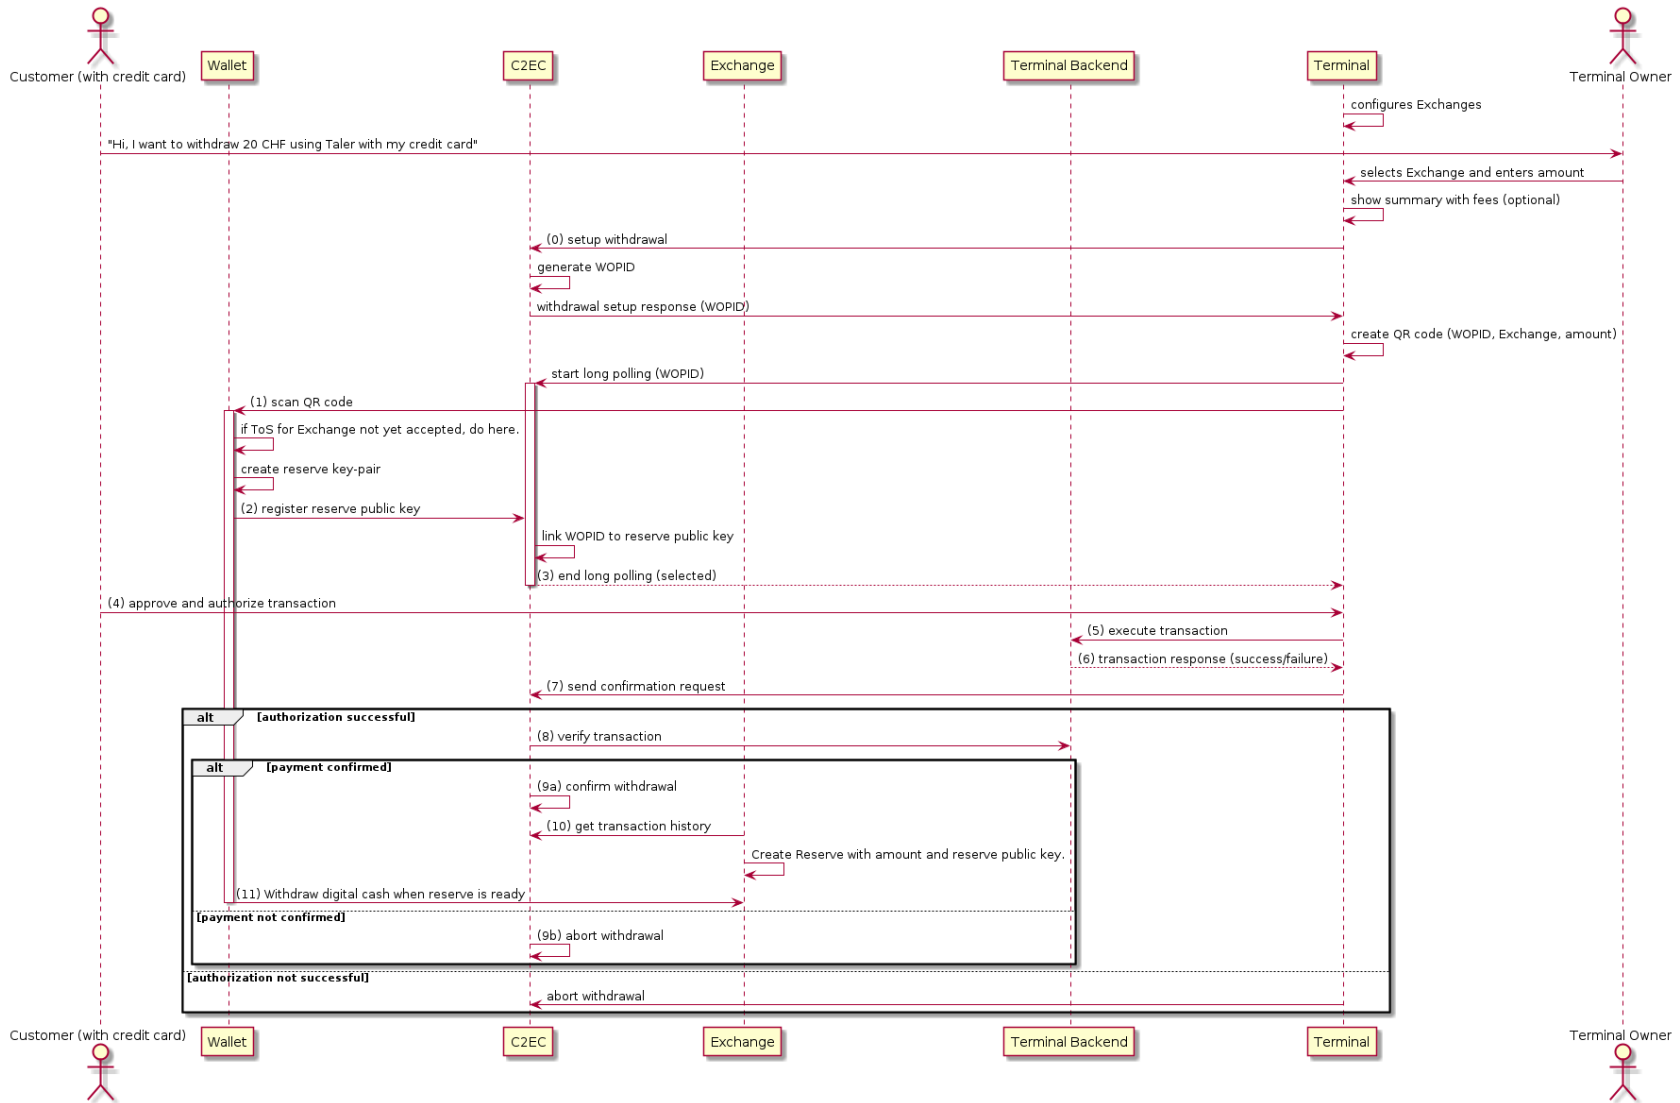 Customer (with credit card)
Wallet
C2EC
Exchange
Terminal Backend
Terminal
Terminal Owner
configures Exchanges
"Hi, I want to withdraw 20 CHF using Taler with my credit card"
selects Exchange and enters amount
show summary with fees (optional)
(0) setup withdrawal
generate WOPID
withdrawal setup response (WOPID)
create QR code (WOPID, Exchange, amount)
start long polling (WOPID)
(1) scan QR code
if ToS for Exchange not yet accepted, do here.
create reserve key-pair
(2) register reserve public key
link WOPID to reserve public key
(3) end long polling (selected)
(4) approve and authorize transaction
(5) execute transaction
(6) transaction response (success/failure)
(7) send confirmation request
alt [authorization successful]
(8) verify transaction
alt [payment confirmed]
(9a) confirm withdrawal
(10) get transaction history
Create Reserve with amount and reserve public key.
(11) Withdraw digital cash when reserve is ready
[payment not confirmed]
(9b) abort withdrawal
[authorization not successful]
abort withdrawal
Customer (with credit card)
Wallet
C2EC
Exchange
Terminal Backend
Terminal
Terminal Owner